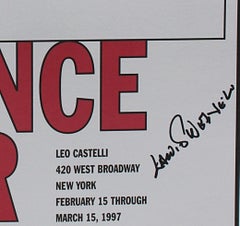 NCE
R
LEO CASTELLI
420 WEST BROADWAY
NEW YORK
FEBRUARY 15 THROUGH
MARCH 15, 1997